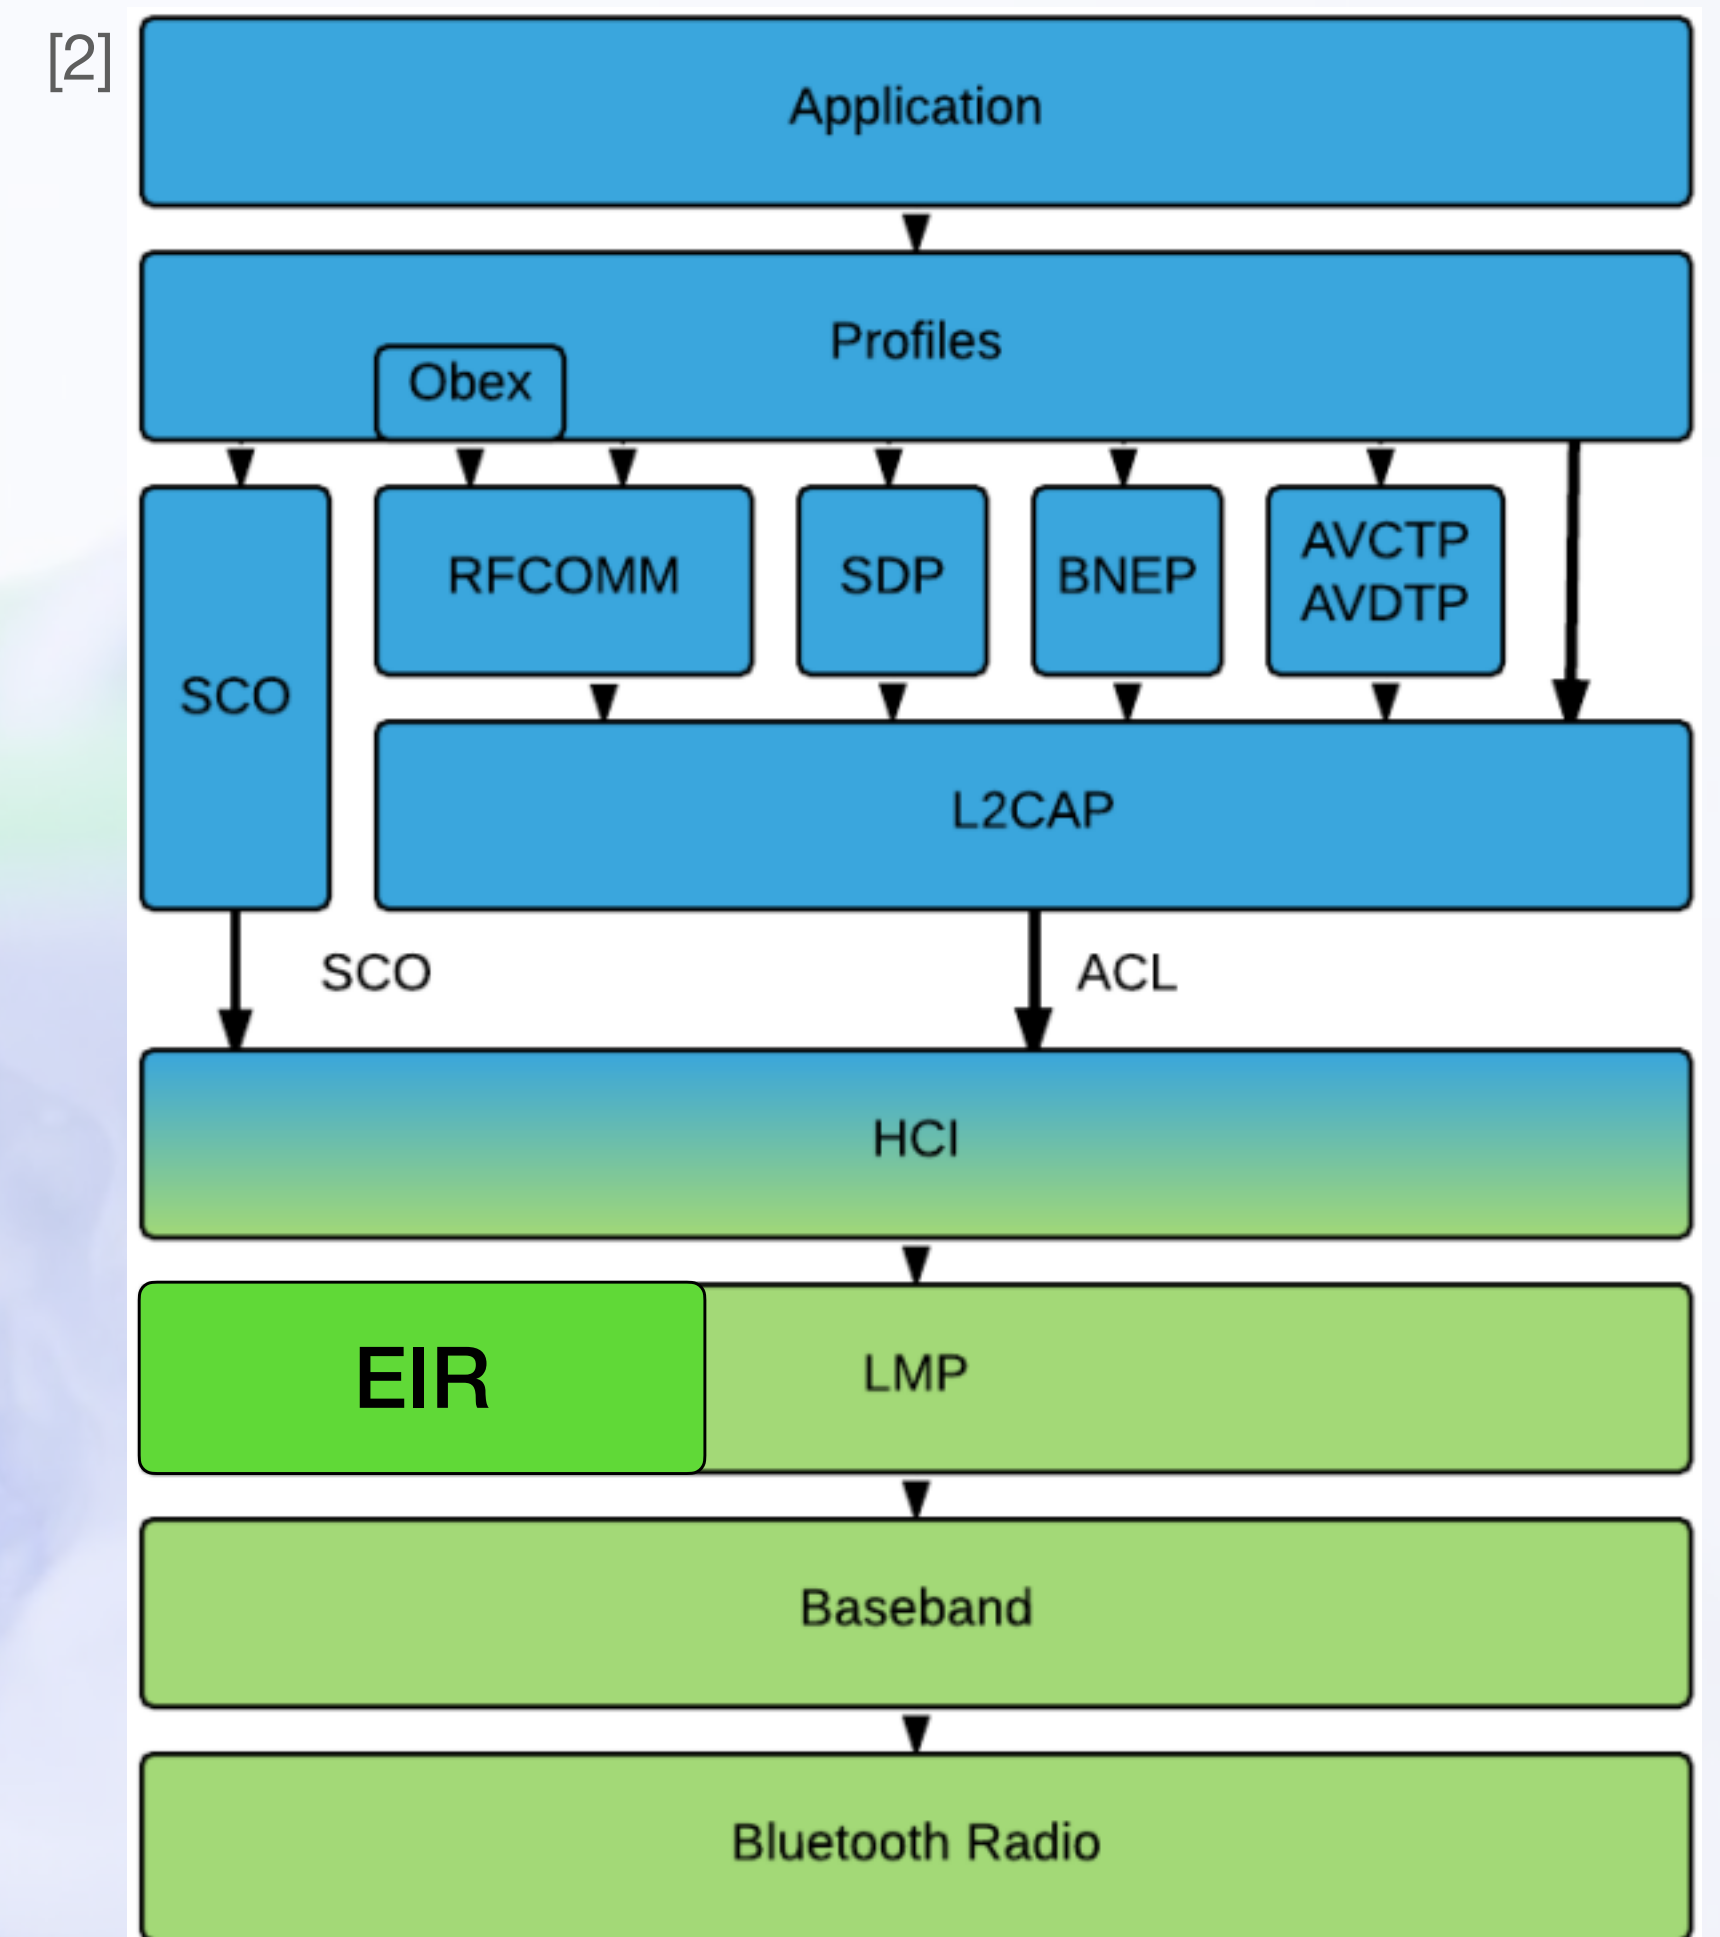 [2]
Application
Profiles
Obex
SCO
RFCOMM
SDP
BNEP
AVCTP
AVDTP
L2CAP
SCO
ACL
HCI
EIR
LMP
Baseband
Bluetooth Radio